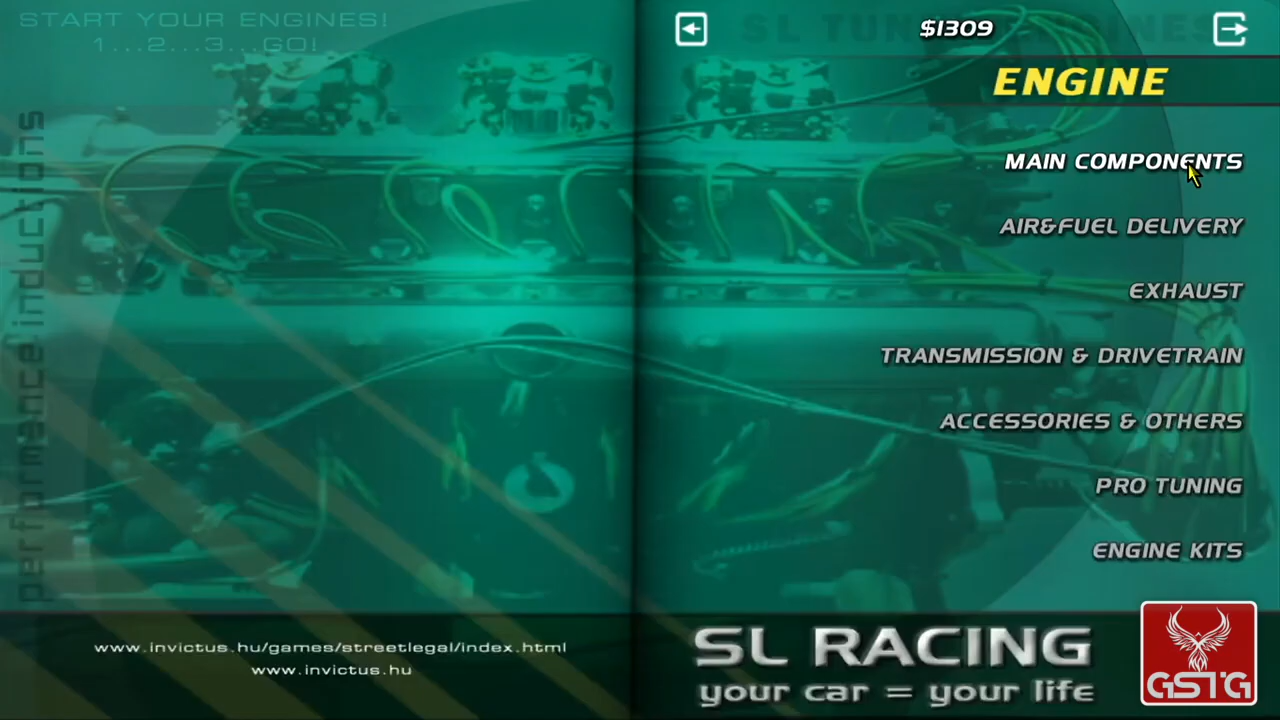 START YOUR ENGINES!
1...2...3...GO!
performance inductions
SL TUN
$1309
ENGINE
MAIN COMPONENTS
AIR&FUEL DELIVERY
EXHAUST
TRANSMISSION & DRIVETRAIN
ACCESSORIES & OTHERS
PRO TUNING
ENGINE KITS
www.invictus.hu/games/streetlegal/index.html
www.invictus.hu
SL RACING
your car = your life
GSTG